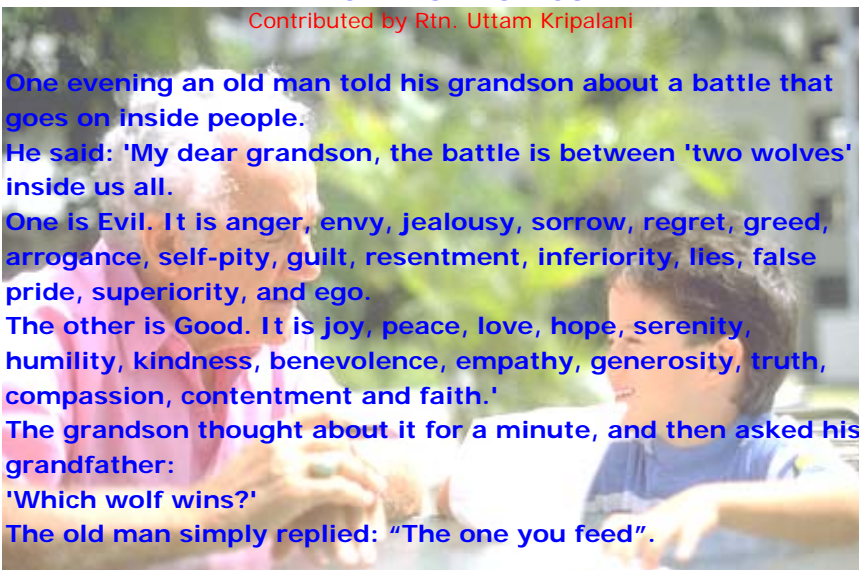 Contributed by Rtn. Uttam Kripalani
One evening an old man told his grandson about a battle that
goes on inside people.
He said: 'My dear grandson, the battle is between 'two wolves'
inside us all.
One is Evil. It is anger, envy, jealousy, sorrow, regret, greed,
arrogance, self-pity, guilt, resentment, inferiority, lies, false
pride, superiority, and ego.
The other is Good. It is joy, peace, love, hope, serenity,
humility, kindness, benevolence, empathy, generosity, truth,
compassion, contentment and faith.'
The grandson thought about it for a minute, and then asked his
grandfather:
'Which wolf wins?'
The old man simply replied: “The one you feed”.